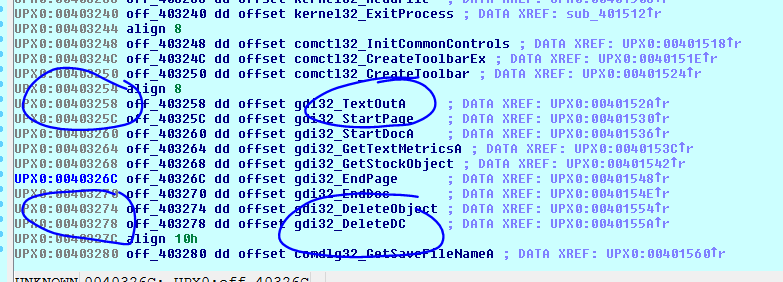 UPX0:00403240 off_403240 dd offset kernel32_ExitProcess ; DATA XREF: sub_401512↑r
UPX0:00403244 align 8
UPX0:00403248 off_403248 dd offset comctl32_InitCommonControls ; DATA XREF: UPX0:00401518↑r
UPX0:0040324C off_40324C dd offset comctl32_CreateToolbarEx ; DATA XREF: UPX0:0040151E↑r
UPX0:00403250 off_403250 dd offset comctl32_CreateToolbar ; DATA XREF: UPX0:00401524↑r
UPX0:00403254 align 8
UPX0:00403258 off_403258 dd offset gdi32_TextOutA ; DATA XREF: UPX0:0040152A↑r
UPX0:0040325C off_40325C dd offset gdi32_StartPage ; DATA XREF: UPX0:00401530↑r
UPX0:00403260 off_403260 dd offset gdi32_StartDocA ; DATA XREF: UPX0:00401536↑r
UPX0:00403264 off_403264 dd offset gdi32_GetTextMetricsA ; DATA XREF: UPX0:0040153C↑r
UPX0:00403268 off_403268 dd offset gdi32_GetStockObject ; DATA XREF: UPX0:00401542↑r
UPX0:0040326C off_40326C dd offset gdi32_EndPage ; DATA XREF: UPX0:00401548↑r
UPX0:00403270 off_403270 dd offset gdi32_EndDoc ; DATA XREF: UPX0:0040154E↑r
UPX0:00403274 off_403274 dd offset gdi32_DeleteObject ; DATA XREF: UPX0:00401554↑r
UPX0:00403278 off_403278 dd offset gdi32_DeleteDC ; DATA XREF: UPX0:0040155A↑r
UPX0:0040327C align 10h
UPX0:00403280 off_403280 dd offset comdlg32_GetSaveFileNameA ; DATA XREF: UPX0:00401560↑r